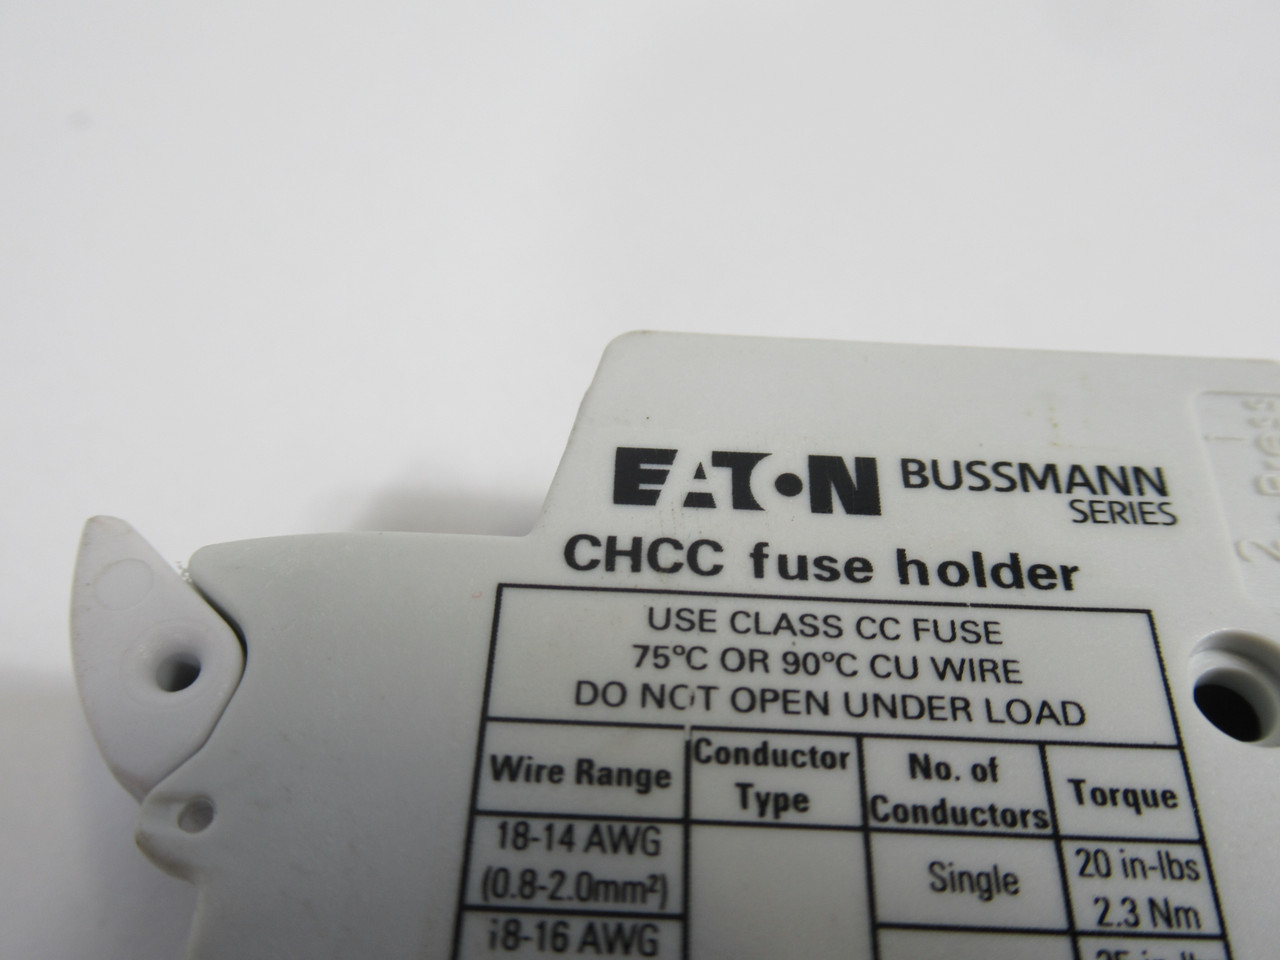 EATON BUSSMANN
SERIES
CHCC fuse holder
USE CLASS CC FUSE
75°C OR 90°C CU WIRE
DO NOT OPEN UNDER LOAD
Wire Range
Conductor
Type
No. of
Conductors
Torque
18-14 AWG
(0.8-2.0mm²)
Single
20 in-lbs
2.3 Nm
18-16 AWG
2. Press